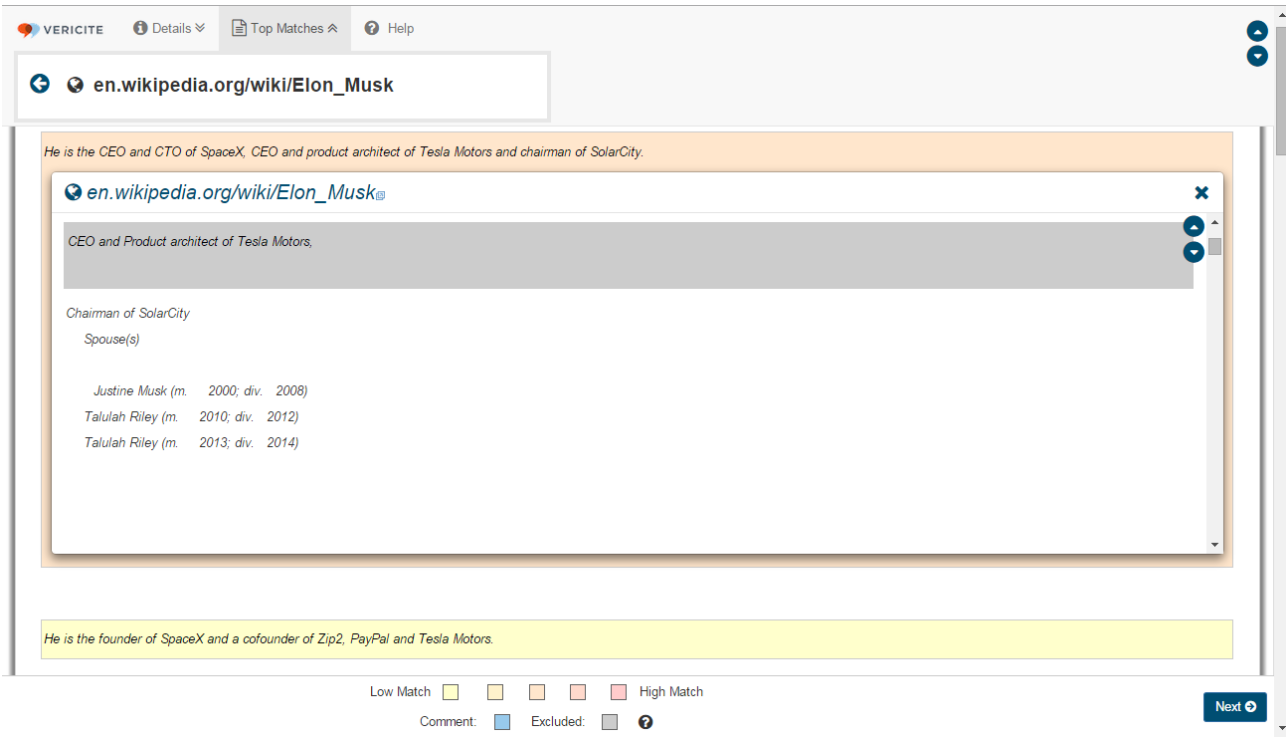 VERICITE Details Top Matches Help
en.wikipedia.org/wiki/Elon_Musk
He is the CEO and CTO of SpaceX, CEO and product architect of Tesla Motors and chairman of SolarCity.
en.wikipedia.org/wiki/Elon_Musk
CEO and Product architect of Tesla Motors,
Chairman of SolarCity
Spouse(s)
Justine Musk (m. 2000; div. 2008)
Talulah Riley (m. 2010; div. 2012)
Talulah Riley (m. 2013; div. 2014)
He is the founder of SpaceX and a cofounder of Zip2, PayPal and Tesla Motors.
Low Match High Match
Next
Comment: Excluded: